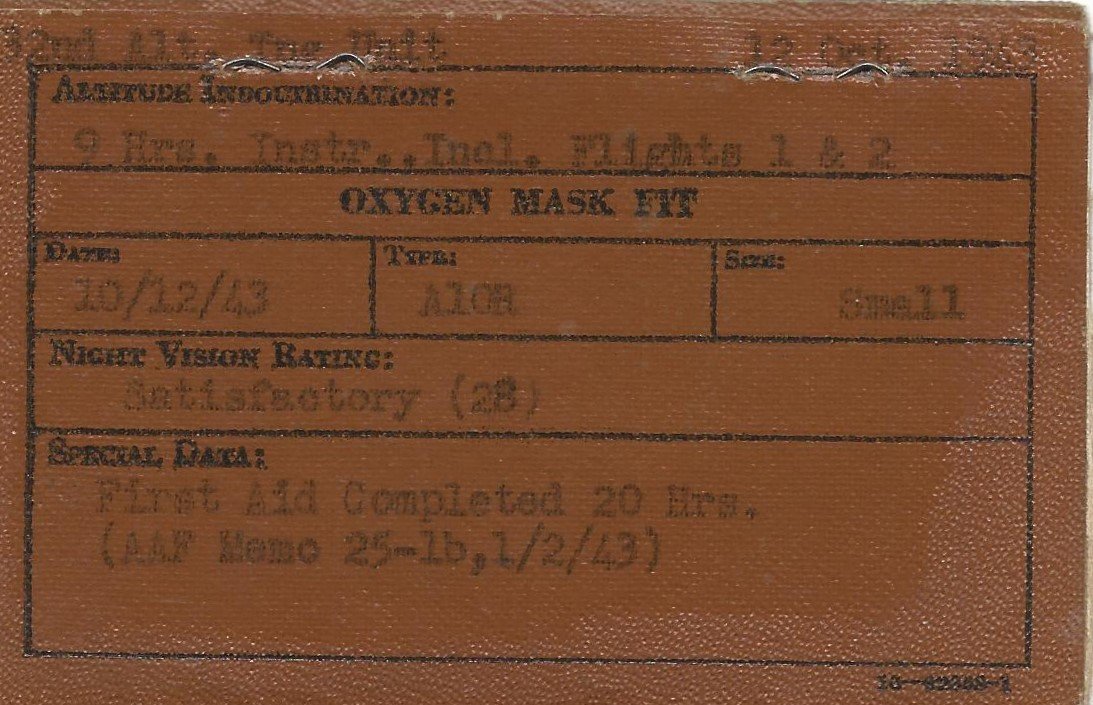 Alt. Tng Unit 12 Oct. 1943
ALTITUDE INDOCTRINATION:
9 Hrs. Instr., Incl. Flights 1 & 2
OXYGEN MASK FIT
DATE: TYPE: SIZE:
10/12/43 A10R Small
NIGHT VISION RATING:
Satisfactory (28)
SPECIAL DATA:
First Aid Completed 20 Hrs.
(AAF Memo 25-1b,1/2/43)